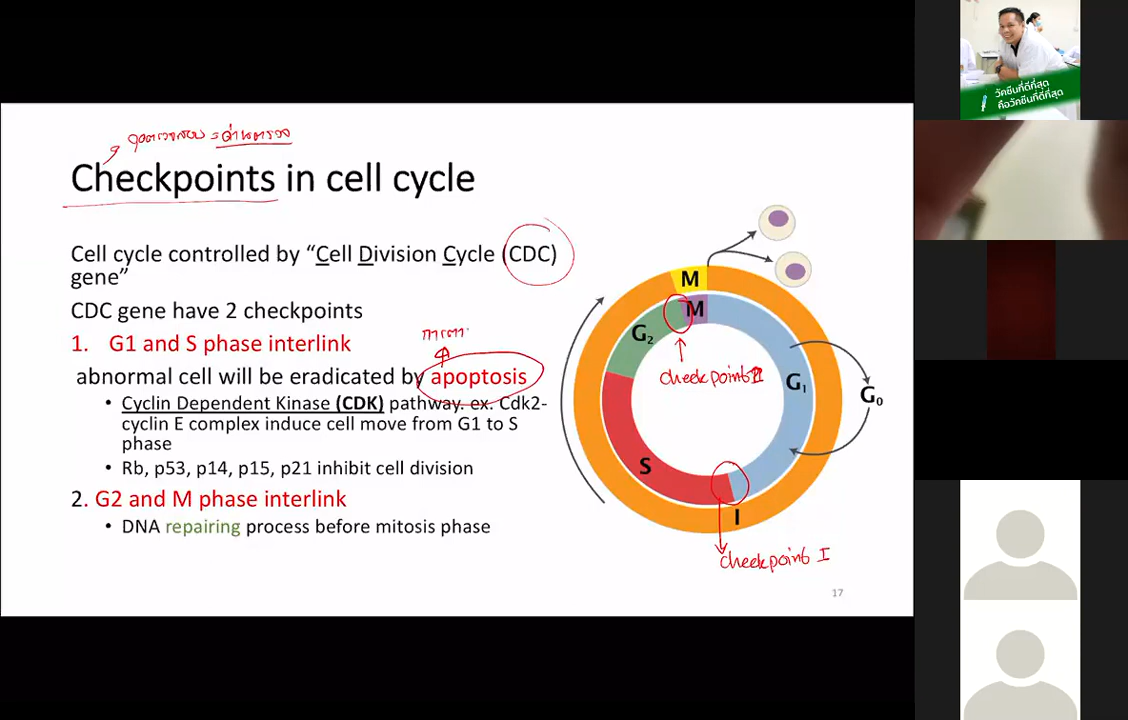 จุดตรวจสอบ = ด่านตรวจ
Checkpoints in cell cycle
Cell cycle controlled by “Cell Division Cycle (CDC)
gene”
CDC gene have 2 checkpoints
1. G1 and S phase interlink
การตาย
abnormal cell will be eradicated by apoptosis
• Cyclin Dependent Kinase (CDK) pathway. ex. Cdk2-
cyclin E complex induce cell move from G1 to S
phase
• Rb, p53, p14, p15, p21 inhibit cell division
2. G2 and M phase interlink
• DNA repairing process before mitosis phase
M
M
G2
checkpoint II
G1
G0
S
I
checkpoint I
17
วัคซีนที่ดีที่สุด
คือวัคซีนที่ดีที่สุด